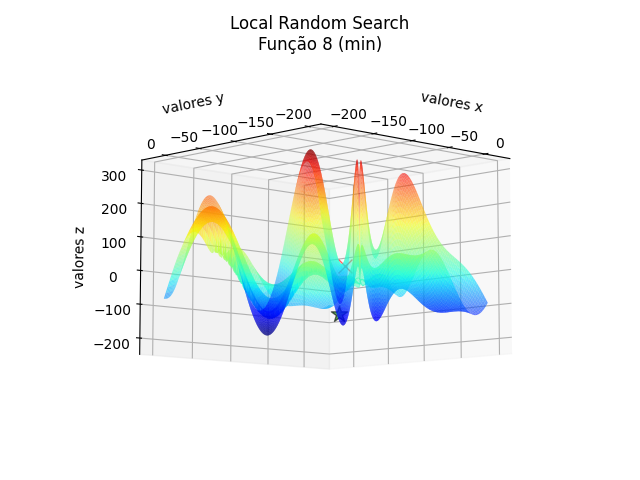 Local Random Search
Função 8 (min)
valores y
valores x
0 −50 −100 −150 −200
−200 −150 −100 −50 0
valores z
300
200
100
0
−100
−200